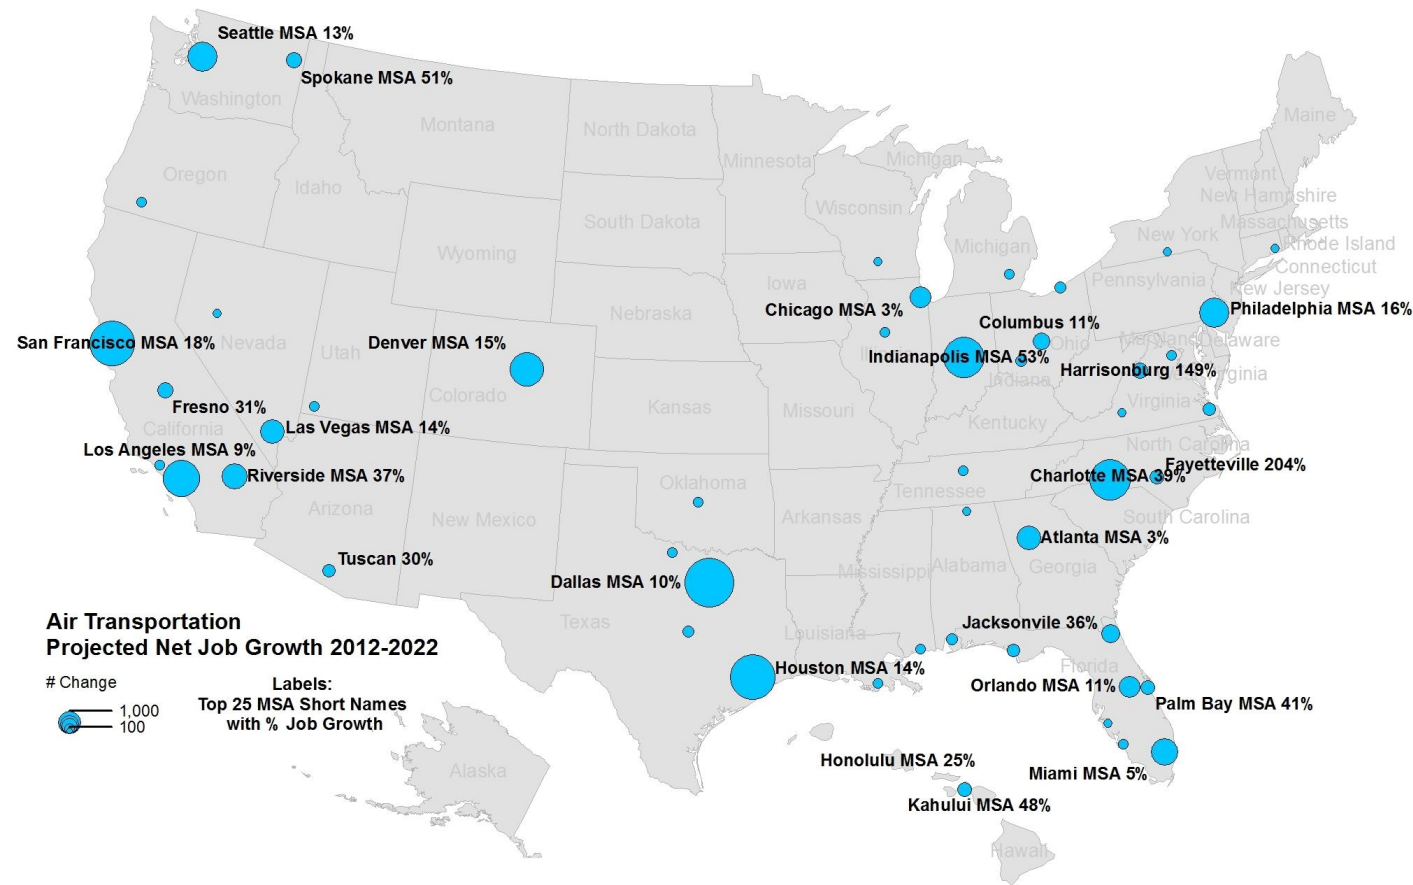 Seattle MSA 13%
Spokane MSA 51%
Washington
Montana
North Dakota
Minnesota
Michigan
Maine
Oregon
Idaho
South Dakota
Wisconsin
Vermont
New Hampshire
Massachusetts
Rhode Island
Connecticut
New York
Michigan
Wyoming
Iowa
Pennsylvania
New Jersey
Nebraska
Chicago MSA 3%
Columbus 11%
Philadelphia MSA 16%
San Francisco MSA 18%
Nevada
Utah
Denver MSA 15%
Indianapolis MSA 53%
Ohio
Maryland
Delaware
Harrisonburg 149%
West Virginia
Indiana
Colorado
Kansas
Missouri
Kentucky
Virginia
Fresno 31%
California
Las Vegas MSA 14%
Los Angeles MSA 9%
Riverside MSA 37%
North Carolina
Fayetteville 204%
Charlotte MSA 39%
Oklahoma
Tennessee
Arizona
New Mexico
Arkansas
South Carolina
Atlanta MSA 3%
Tuscan 30%
Dallas MSA 10%
Mississippi
Alabama
Georgia
Texas
Louisiana
Jacksonvile 36%
Houston MSA 14%
Florida
Orlando MSA 11%
Palm Bay MSA 41%
Miami MSA 5%
Honolulu MSA 25%
Kahului MSA 48%
Hawaii
Alaska
Air Transportation
Projected Net Job Growth 2012-2022
# Change
1,000
100
Labels:
Top 25 MSA Short Names
with % Job Growth